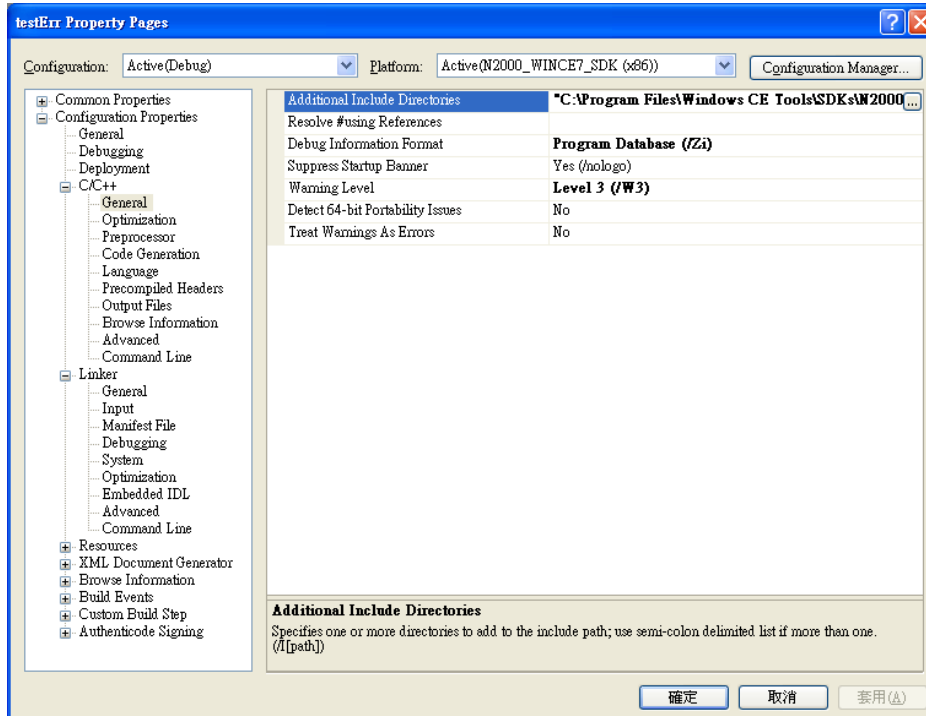 testErr Property Pages
Configuration: Active(Debug) Platform: Active(N2000_WINCE7_SDK (x86)) Configuration Manager...
Common Properties
Configuration Properties
General
Debugging
Deployment
C/C++
General
Optimization
Preprocessor
Code Generation
Language
Precompiled Headers
Output Files
Browse Information
Advanced
Command Line
Linker
General
Input
Manifest File
Debugging
System
Optimization
Embedded IDL
Advanced
Command Line
Resources
XML Document Generator
Browse Information
Build Events
Custom Build Step
Authenticode Signing
Additional Include Directories "C:\Program Files\Windows CE Tools\SDKs\N2000 ...
Resolve #using References
Debug Information Format Program Database (/Zi)
Suppress Startup Banner Yes (/nologo)
Warning Level Level 3 (/W3)
Detect 64-bit Portability Issues No
Treat Warnings As Errors No
Additional Include Directories
Specifies one or more directories to add to the include path; use semi-colon delimited list if more than one.
(/I[path])
確定 取消 套用(A)